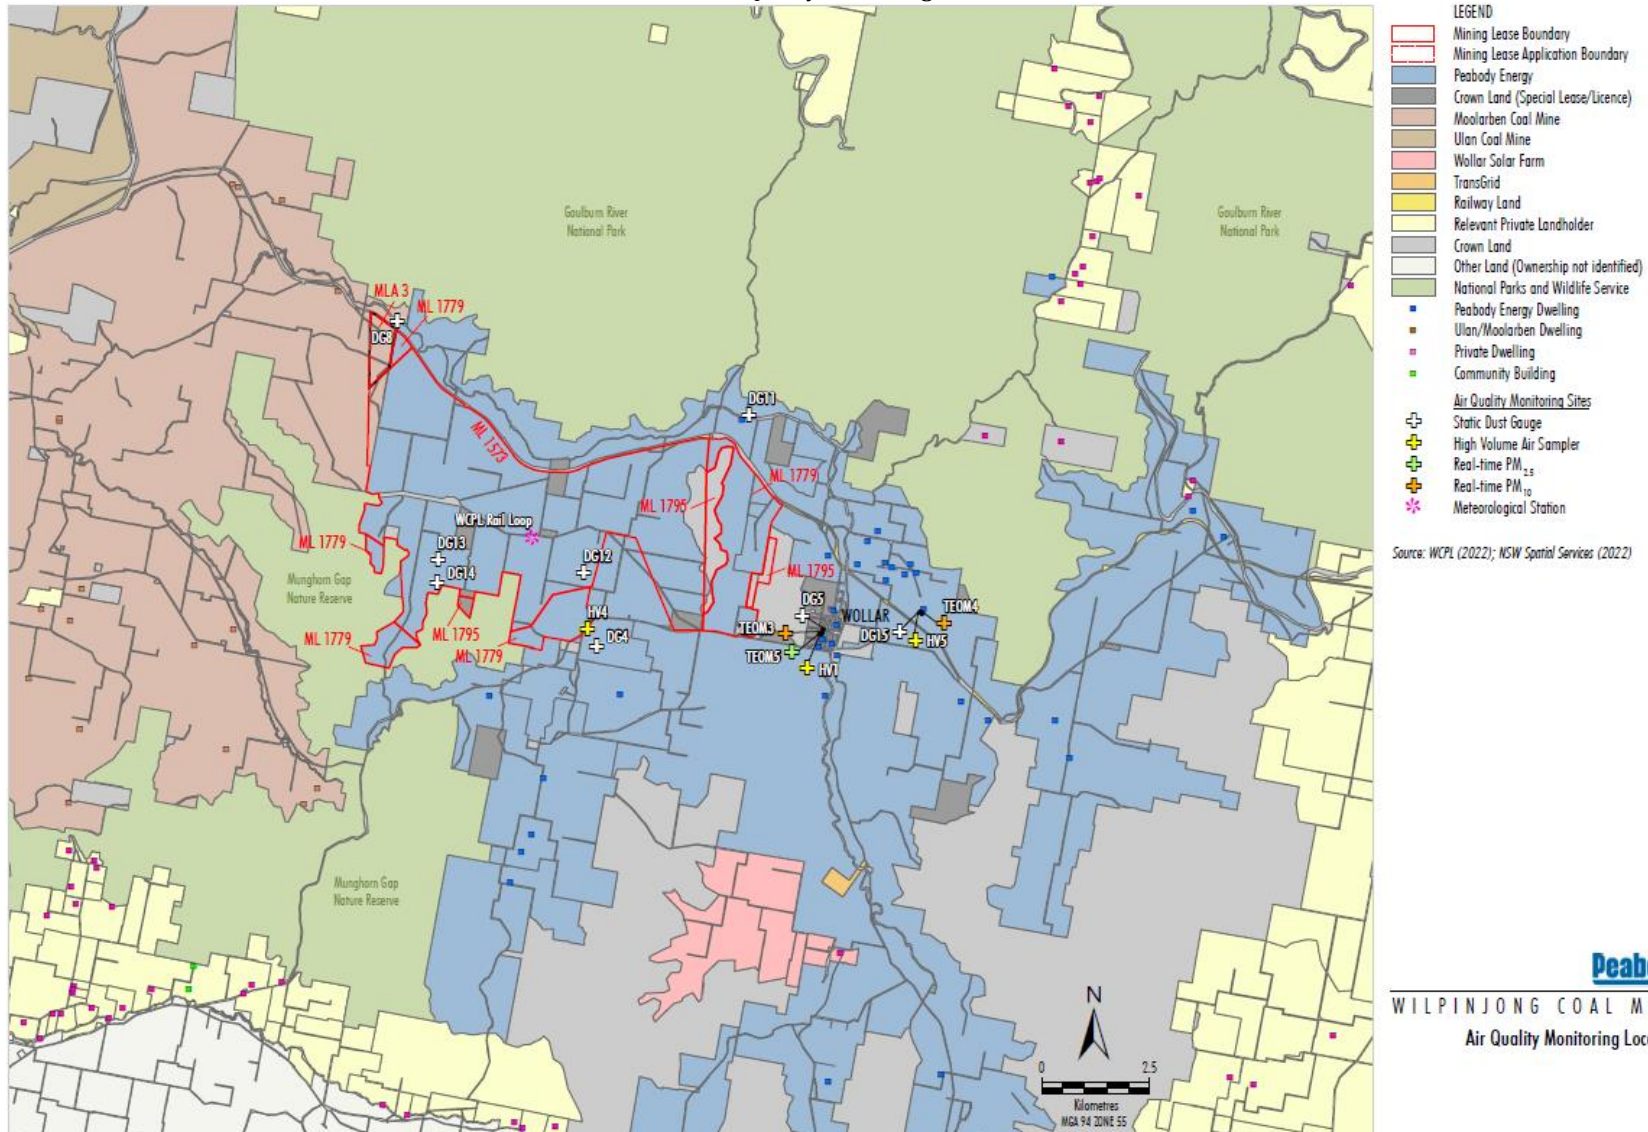 LEGEND
Mining Lease Boundary
Mining Lease Application Boundary
Peabody Energy
Crown Land (Special Lease/Licence)
Moolarben Coal Mine
Ulan Coal Mine
Wollar Solar Farm
TransGrid
Railway Land
Relevant Private Landholder
Crown Land
Other Land (Ownership not identified)
National Parks and Wildlife Service
Peabody Energy Dwelling
Ulan/Moolarben Dwelling
Private Dwelling
Community Building
Air Quality Monitoring Sites
Static Dust Gauge
High Volume Air Sampler
Real-time PM2.5
Real-time PM10
Meteorological Station
Source: WCPL (2022); NSW Spatial Services (2022)
Goulburn River
National Park
Goulburn River
National Park
MLA 3
ML 1779
DG8
DG11
ML 1573
ML 1779
ML 1795
WCPL Rail Loop
ML 1779
DG13
DG12
DG14
ML 1795
Munghorn Gap
Nature Reserve
HV4
DG5
WOLLAR
TEOM4
ML 1779
ML 1795
TEOM3
DG15
HV5
DG4
ML 1779
TEOM5
HV1
Munghorn Gap
Nature Reserve
N
0
2.5
Kilometres
MGA 94 ZONE 55
Peab
WILPINJONG COAL M
Air Quality Monitoring Loc